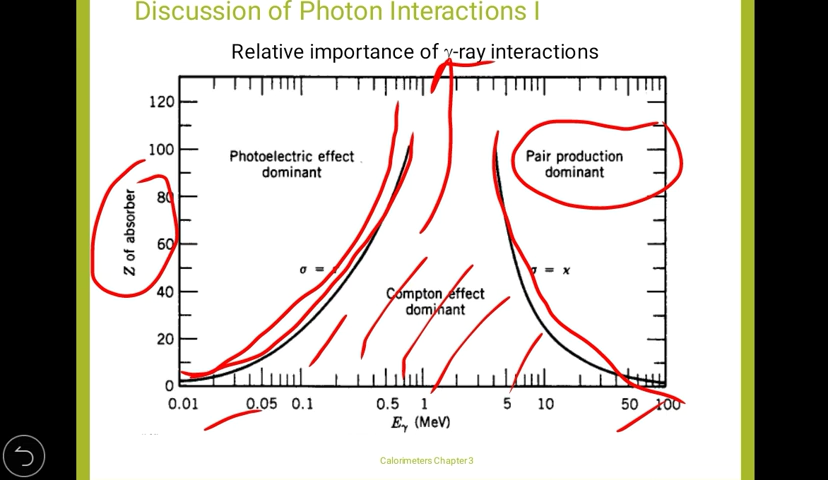 Discussion of Photon Interactions I
Relative importance of γ-ray interactions
120
100
80
60
40
20
0
Z of absorber
Photoelectric effect
dominant
Pair production
dominant
σ =
σ = κ
Compton effect
dominant
0.01 0.05 0.1 0.5 1 5 10 50 100
Eγ (MeV)
Calorimeters Chapter 3